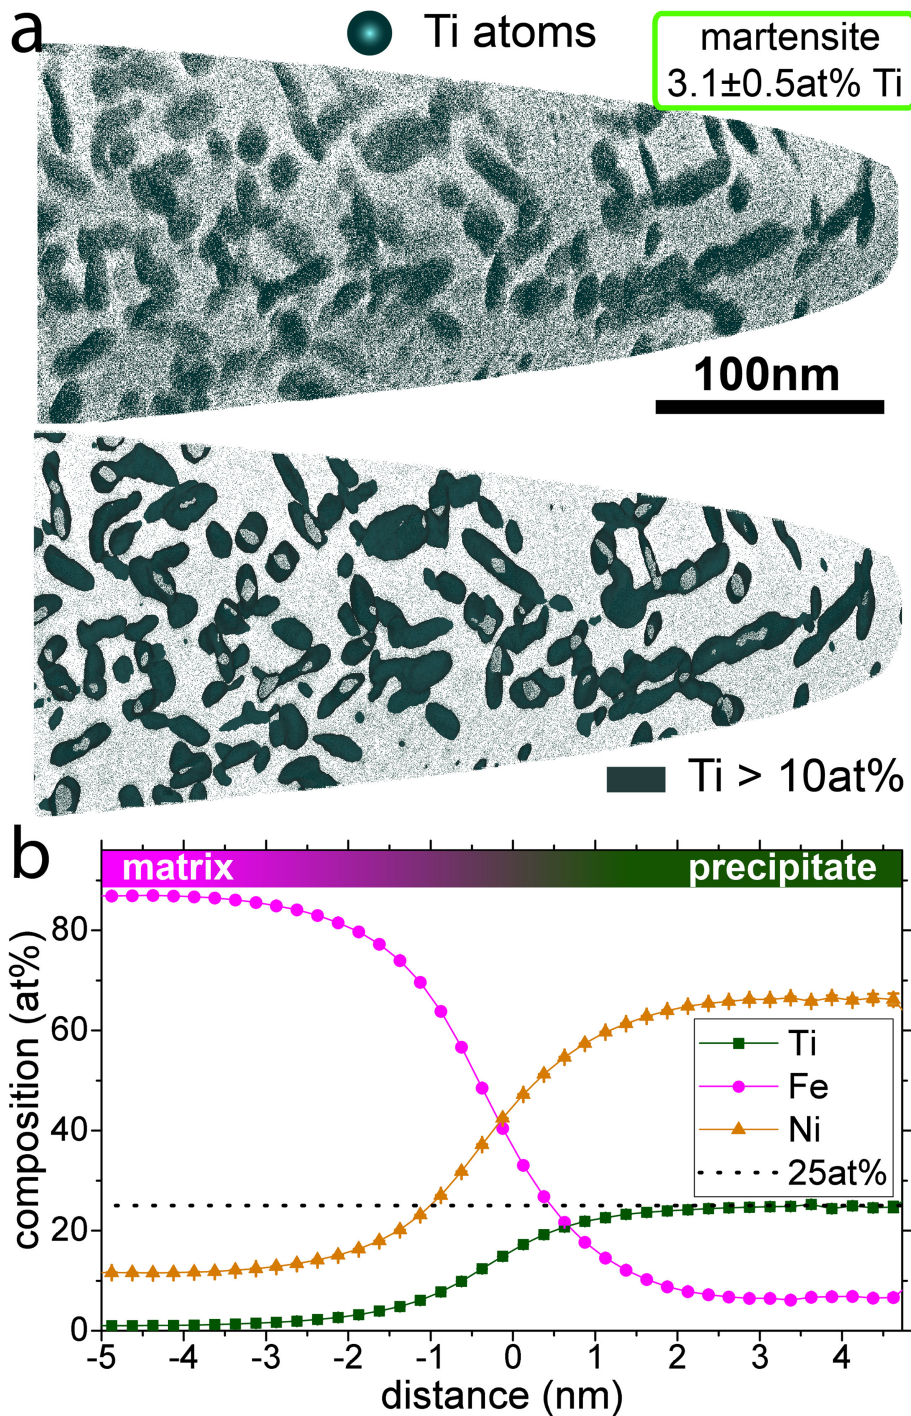 a
Ti atoms
martensite
3.1±0.5at% Ti
100nm
Ti > 10at%
b
matrix
precipitate
composition (at%)
80
60
40
20
0
Ti
Fe
Ni
25at%
-5 -4 -3 -2 -1 0 1 2 3 4
distance (nm)